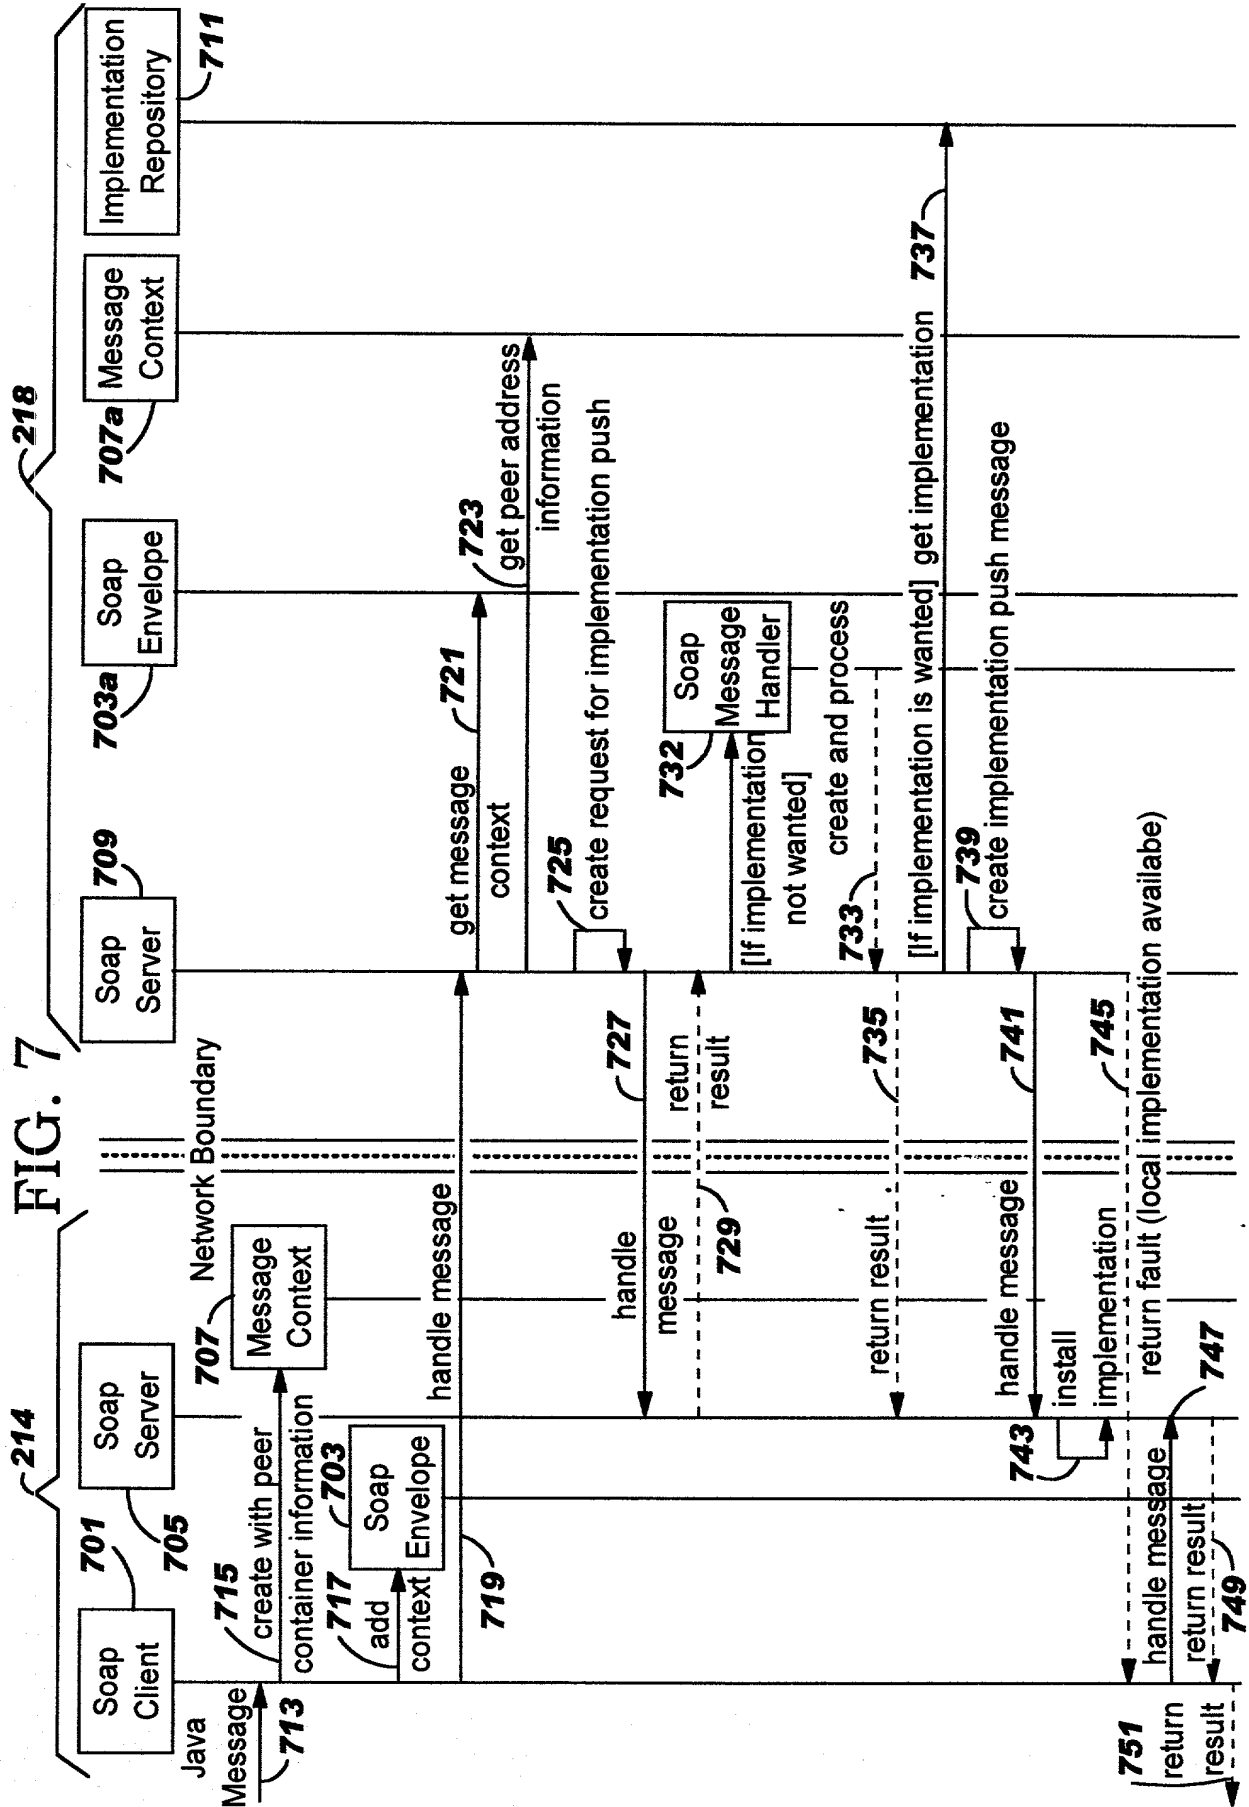 FIG. 7
214
218
701
Soap
Client
705
Soap
Server
Network Boundary
709
Soap
Server
703a
Soap
Envelope
707a
Message
Context
711
Implementation
Repository
Java
Message
713
715
create with peer
container information
707
Message
Context
717
add
context
703
Soap
Envelope
719
handle message
get message
context
721
723
get peer address
information
725
create request for implementation push
727
handle
message
729
return
result
732
Soap
Message
Handler
[If implementation
not wanted]
create and process
733
735
return result
[If implementation is wanted] get implementation
737
739
create implementation push message
741
handle message
743
install
implementation
745
return fault (local implementation availabe)
747
handle message
return result
749
751
return
result